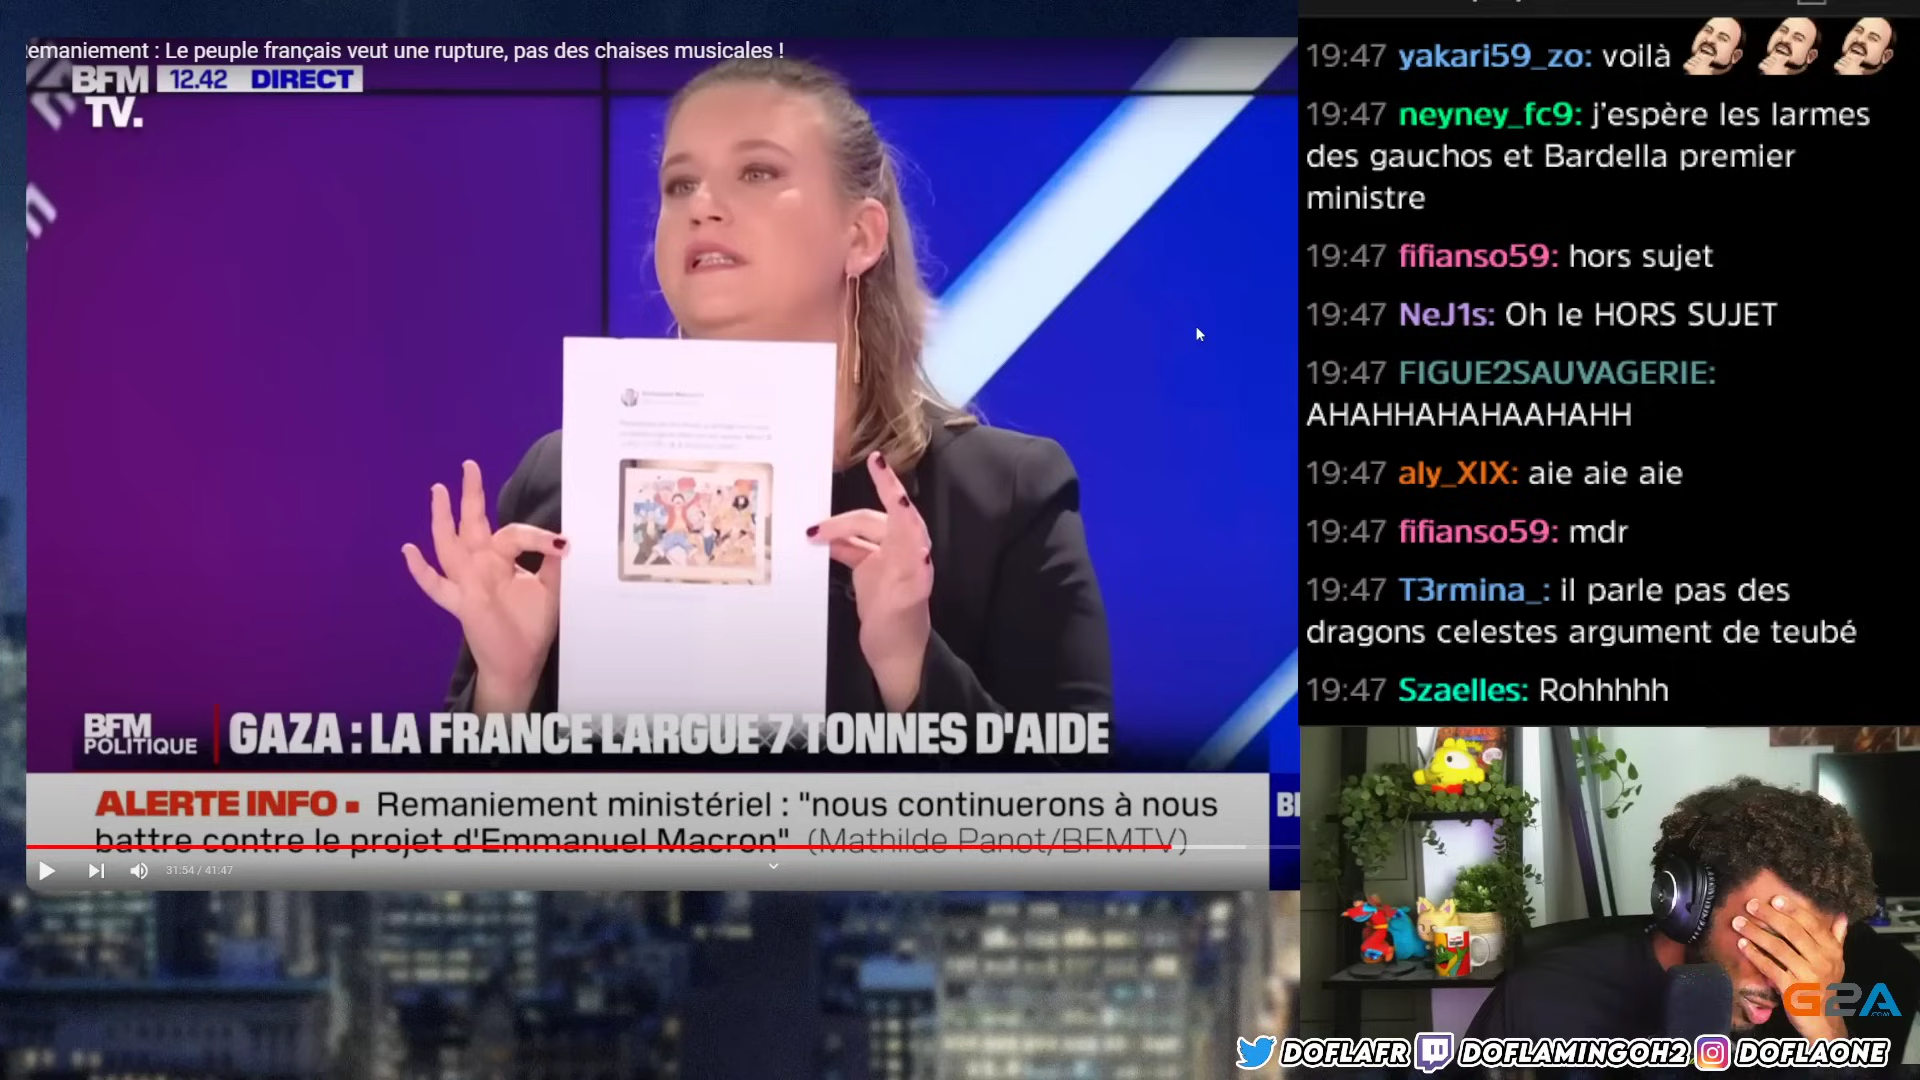 emaniement : Le peuple français veut une rupture, pas des chaises musicales !
BFM 12.42 DIRECT
TV.
BFM
POLITIQUE
GAZA : LA FRANCE LARGUE 7 TONNES D'AIDE
ALERTE INFO ▪ Remaniement ministériel : "nous continuerons à nous
battre contre le projet d'Emmanuel Macron" (Mathilde Panot/BFMTV)
31:54 / 41:47
19:47 yakari59_zo: voilà
19:47 neyney_fc9: j'espère les larmes
des gauchos et Bardella premier
ministre
19:47 fifianso59: hors sujet
19:47 NeJ1s: Oh le HORS SUJET
19:47 FIGUE2SAUVAGERIE:
AHAHHAHAHAAHAHH
19:47 aly_XIX: aie aie aie
19:47 fifianso59: mdr
19:47 T3rmina_: il parle pas des
dragons celestes argument de teubé
19:47 Szaelles: Rohhhhh
G2A
.COM
DOFLAFR DOFLAMINGOH2 DOFLAONE